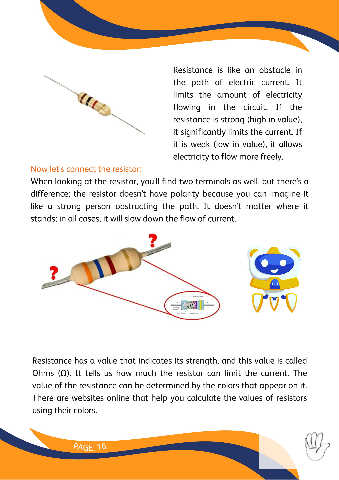 Resistance is like an obstacle in
the path of electric current. It
limits the amount of electricity
flowing in the circuit. If the
resistance is strong (high in value),
it significantly limits the current. If
it is weak (low in value), it allows
electricity to flow more freely.
Now let's connect the resistor:
When looking at the resistor, you'll find two terminals as well, but there's a
difference; the resistor doesn't have polarity because you can imagine it
like a strong person obstructing the path. It doesn't matter where it
stands; in all cases, it will slow down the flow of current.
?
?
Resistance has a value that indicates its strength, and this value is called
Ohms (Ω). It tells us how much the resistor can limit the current. The
value of the resistance can be determined by the colors that appear on it.
There are websites online that help you calculate the values of resistors
using their colors.